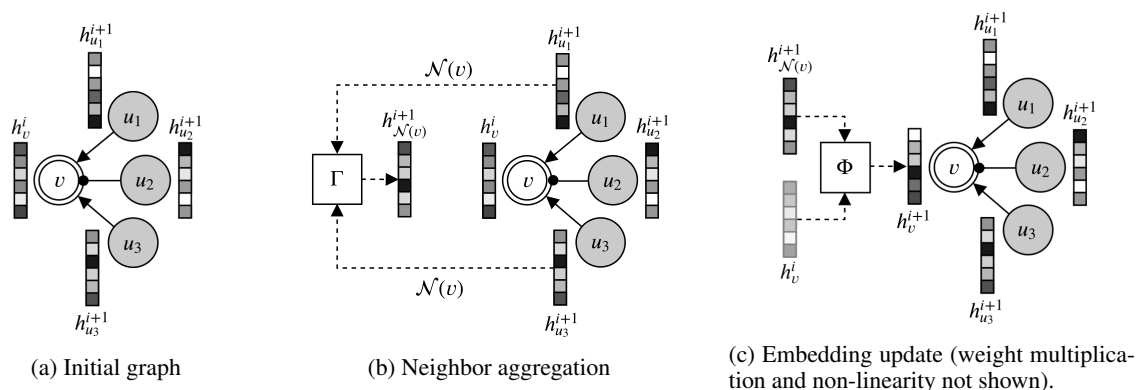 h_{u_1}^{i+1}
h_v^i
u_1
h_{u_2}^{i+1}
v
u_2
u_3
h_{u_3}^{i+1}
(a) Initial graph
h_{u_1}^{i+1}
𝒩(v)
h_{𝒩(v)}^{i+1}
h_v^i
u_1
h_{u_2}^{i+1}
Γ
v
u_2
u_3
𝒩(v)
h_{u_3}^{i+1}
(b) Neighbor aggregation
h_{𝒩(v)}^{i+1}
h_{u_1}^{i+1}
u_1
h_{u_2}^{i+1}
Φ
v
u_2
h_v^{i+1}
u_3
h_v^i
h_{u_3}^{i+1}
(c) Embedding update (weight multiplica-
tion and non-linearity not shown).